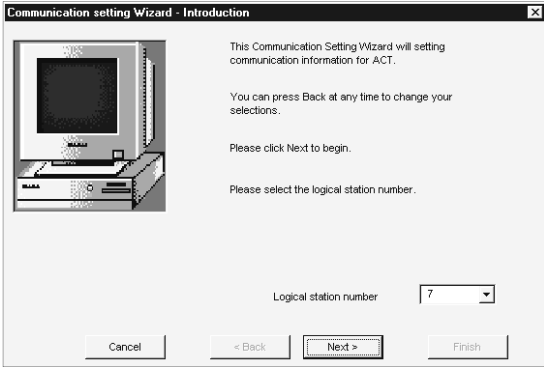 Communication setting Wizard - Introduction
This Communication Setting Wizard will setting
communication information for ACT.
You can press Back at any time to change your
selections.
Please click Next to begin.
Please select the logical station number.
Logical station number 7
Cancel < Back Next > Finish